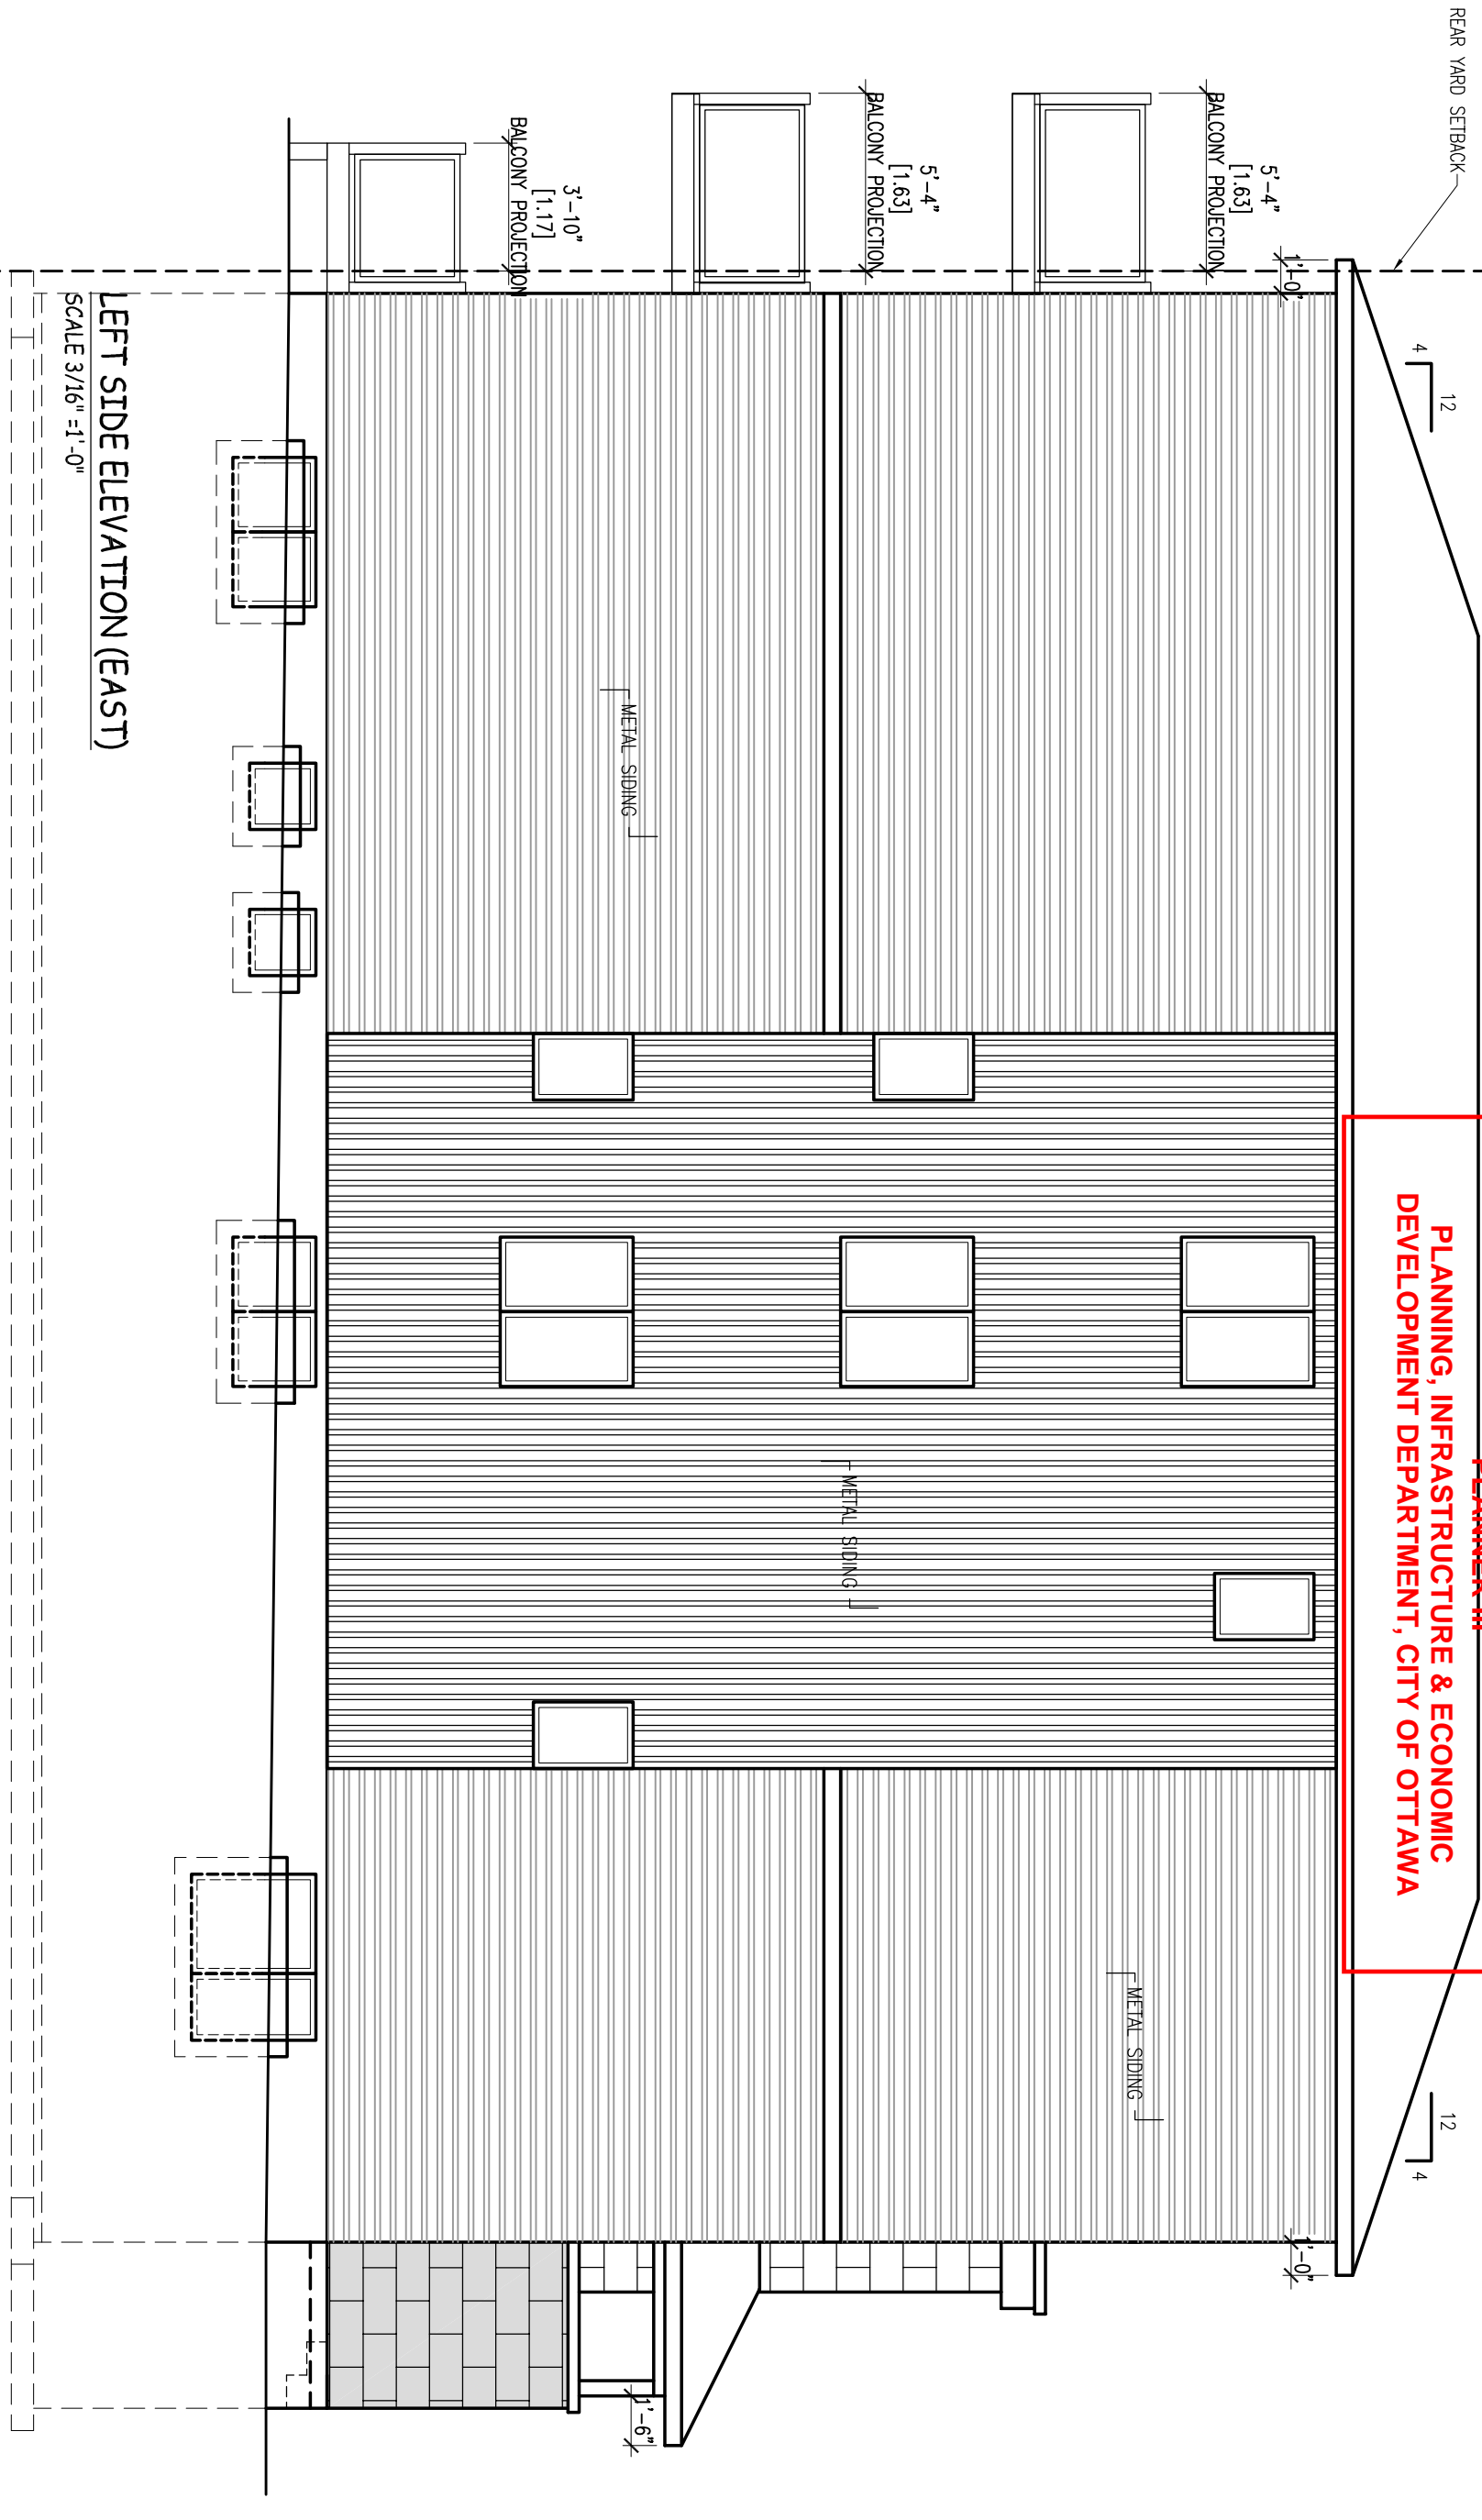 REAR YARD SETBACK
4
12
12
4
PLANNER III
PLANNING, INFRASTRUCTURE & ECONOMIC
DEVELOPMENT DEPARTMENT, CITY OF OTTAWA
1'-0"
1'-0"
5'-4"
[1.63]
BALCONY PROJECTION
METAL SIDING
5'-4"
[1.63]
BALCONY PROJECTION
METAL SIDING
METAL SIDING
1'-6"
3'-10"
[1.17]
BALCONY PROJECTION
LEFT SIDE ELEVATION (EAST)
SCALE 3/16" =1'-0"